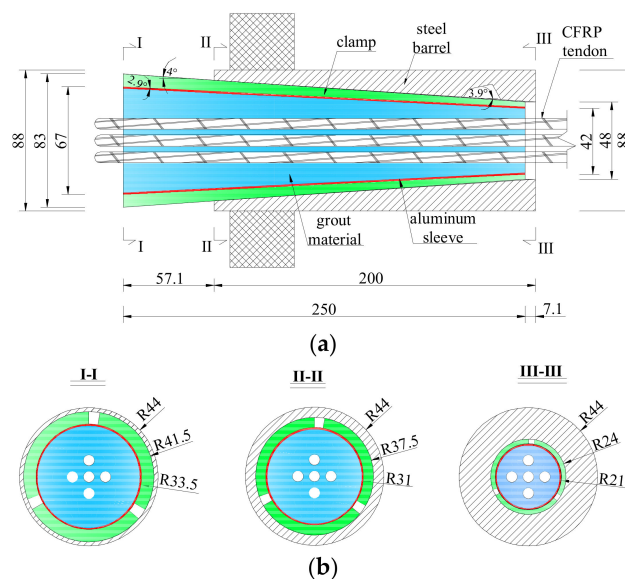 I
II
III
clamp
steel
barrel
CFRP
tendon
2.9°
4°
3.9°
88
83
67
42
48
88
grout
material
aluminum
sleeve
I
II
III
57.1
200
250
7.1
(a)
I-I
II-II
III-III
R44
R41.5
R33.5
R44
R37.5
R31
R44
R24
R21
(b)